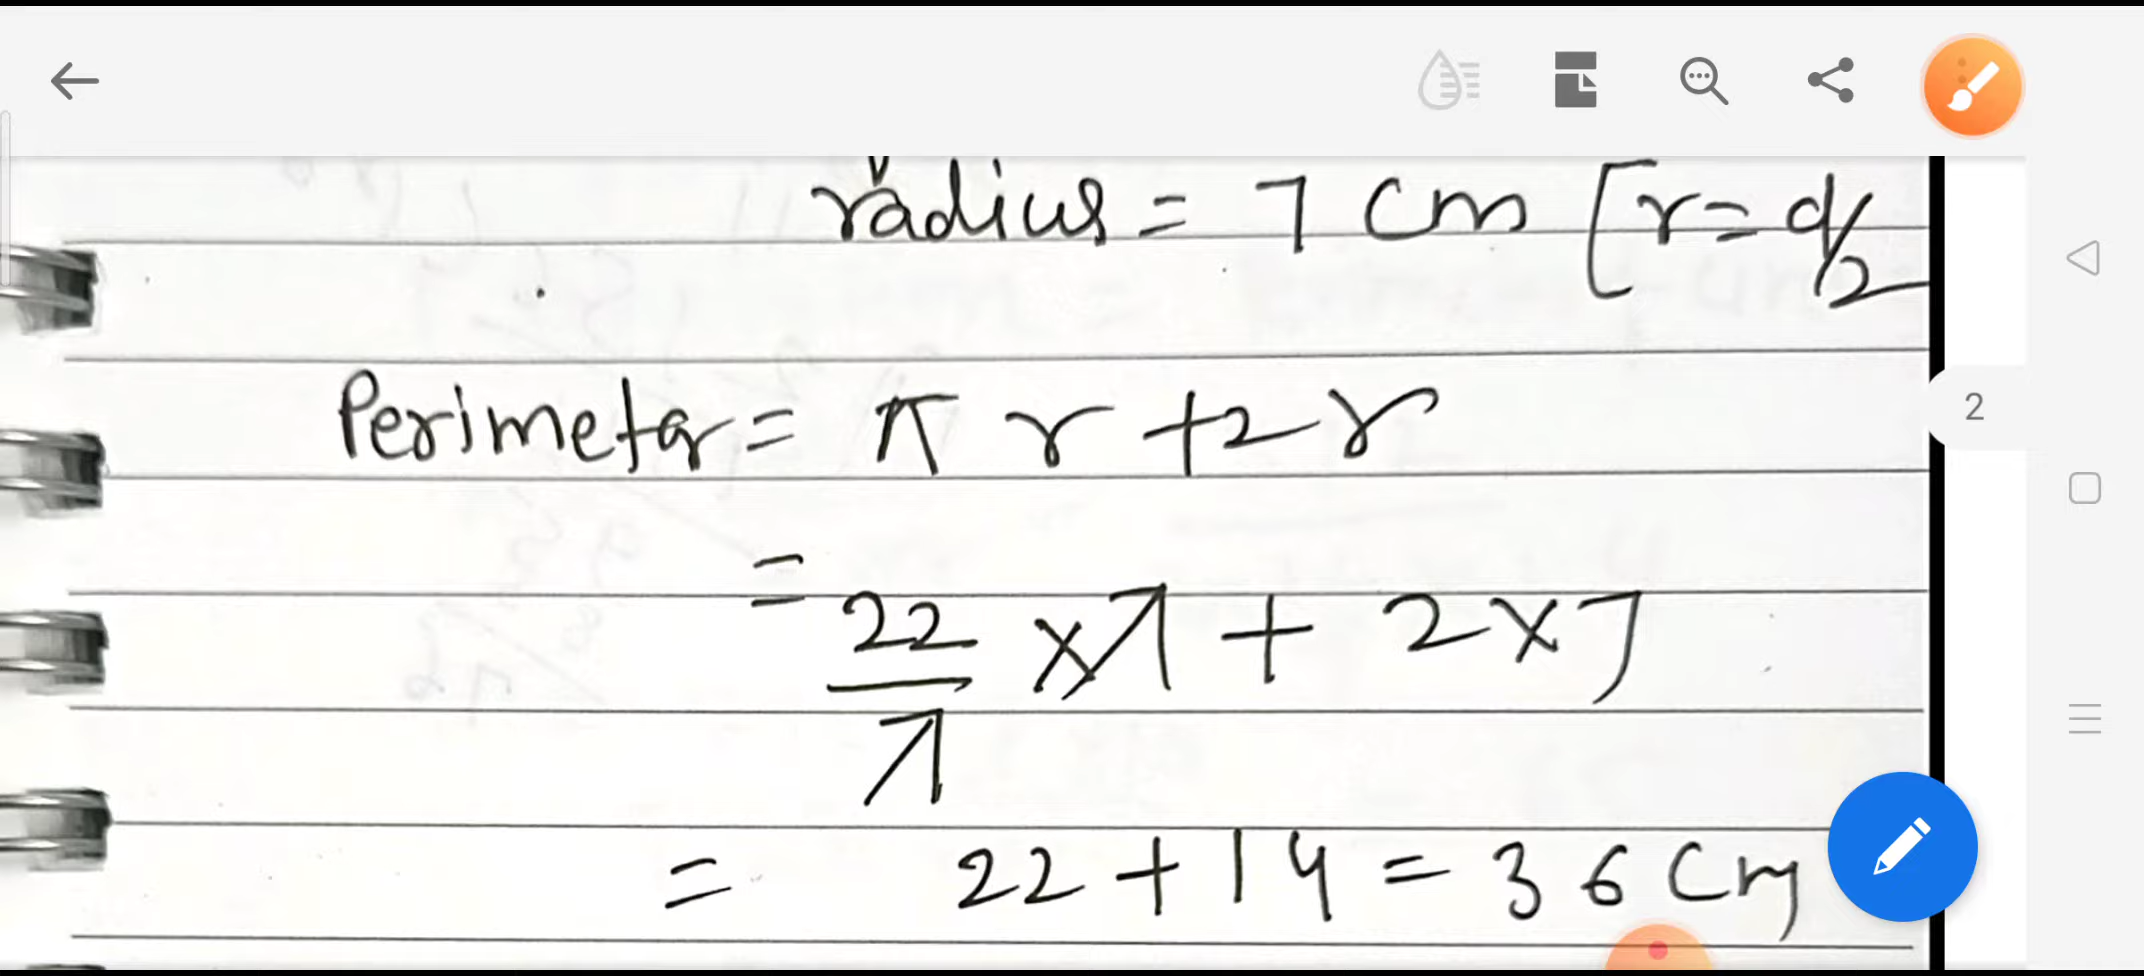 radius = 7 cm [r = d/2
2
Perimeter = π r + 2 r
= 22/7 × 7 + 2 × 7
= 22 + 14 = 36 Cm